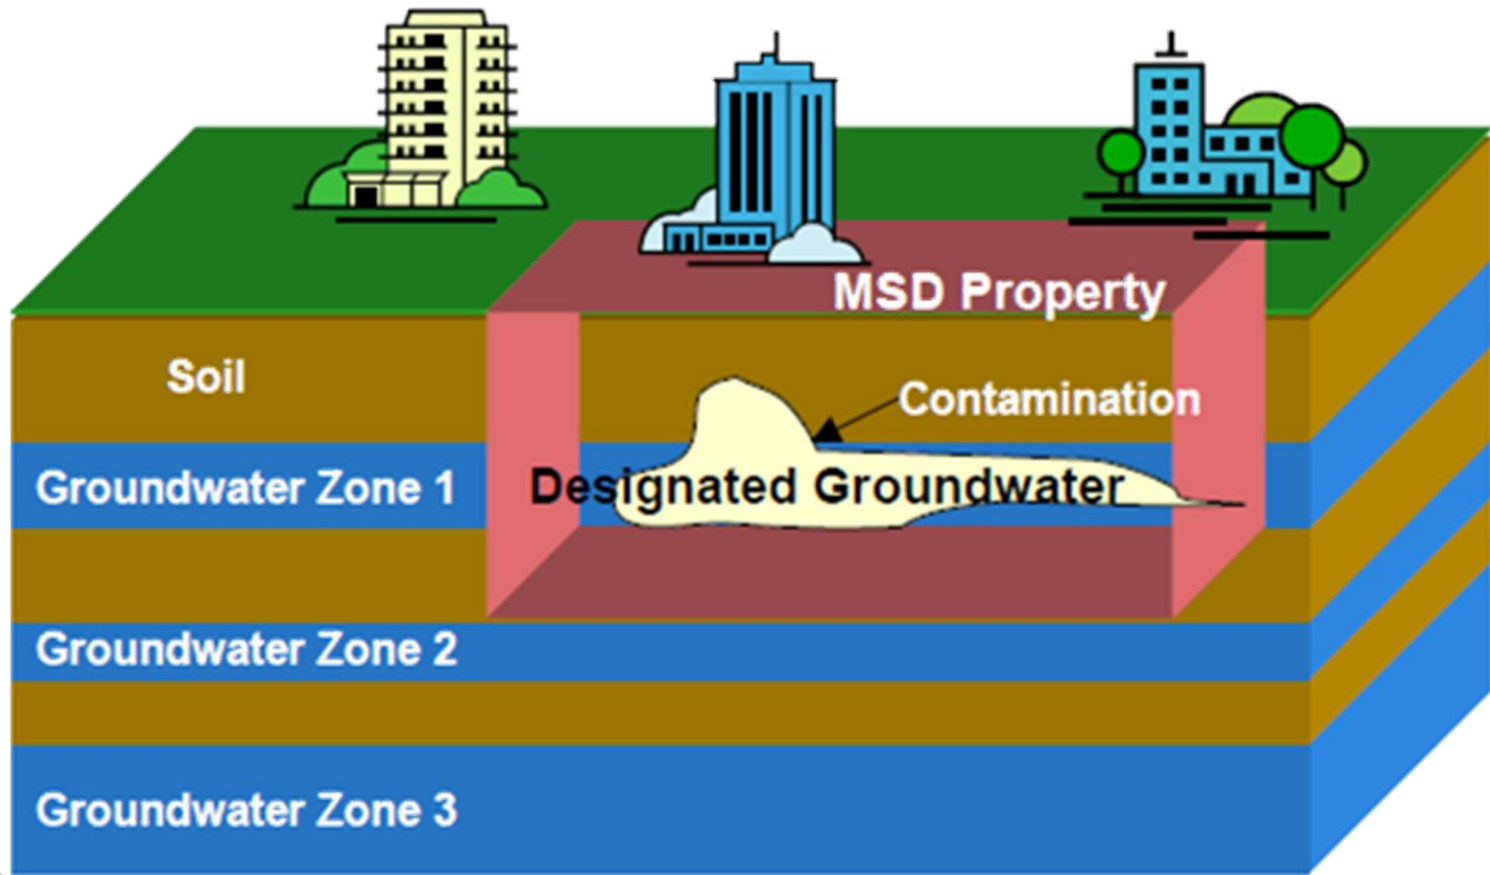 MSD Property
Soil
Contamination
Groundwater Zone 1
Designated Groundwater
Groundwater Zone 2
Groundwater Zone 3